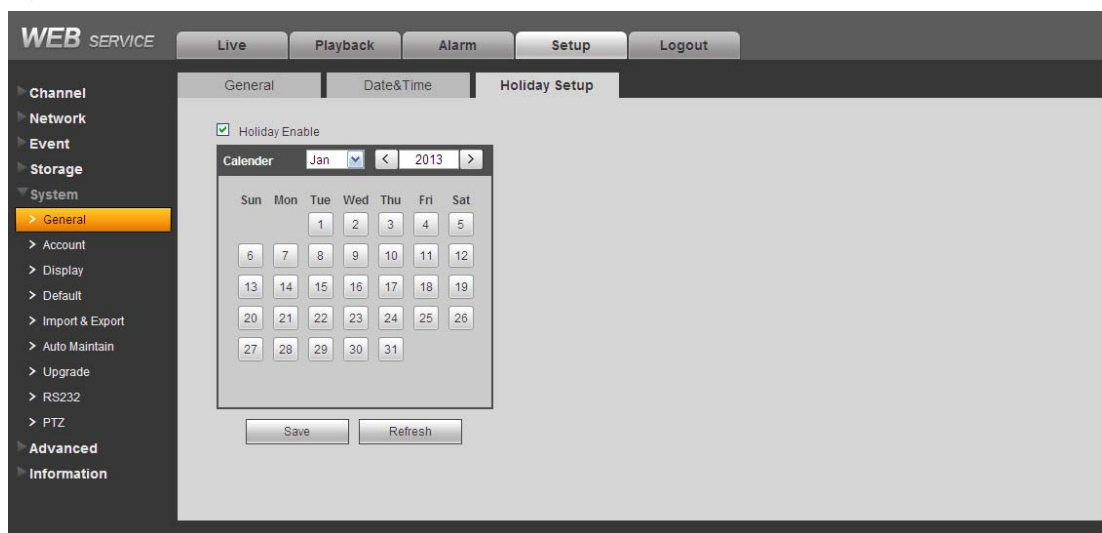 WEB SERVICE
Live Playback Alarm Setup Logout
General Date&Time Holiday Setup
Channel
Network
Event
Storage
System
> General
> Account
> Display
> Default
> Import & Export
> Auto Maintain
> Upgrade
> RS232
> PTZ
Advanced
Information
Holiday Enable
Calender Jan < 2013 >
Sun Mon Tue Wed Thu Fri Sat
1 2 3 4 5
6 7 8 9 10 11 12
13 14 15 16 17 18 19
20 21 22 23 24 25 26
27 28 29 30 31
Save Refresh